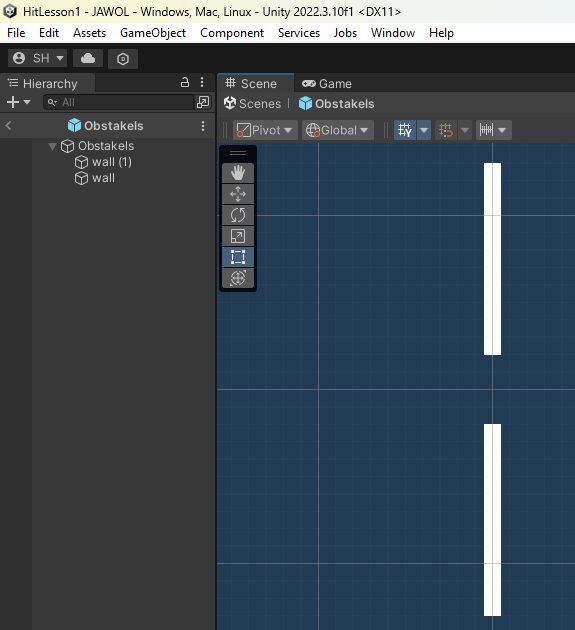 HitLesson1 - JAWOL - Windows, Mac, Linux - Unity 2022.3.10f1 <DX11>
File Edit Assets GameObject Component Services Jobs Window Help
SH
Hierarchy
All
Obstakels
Obstakels
wall (1)
wall
Scene Game
Scenes Obstakels
Pivot Global